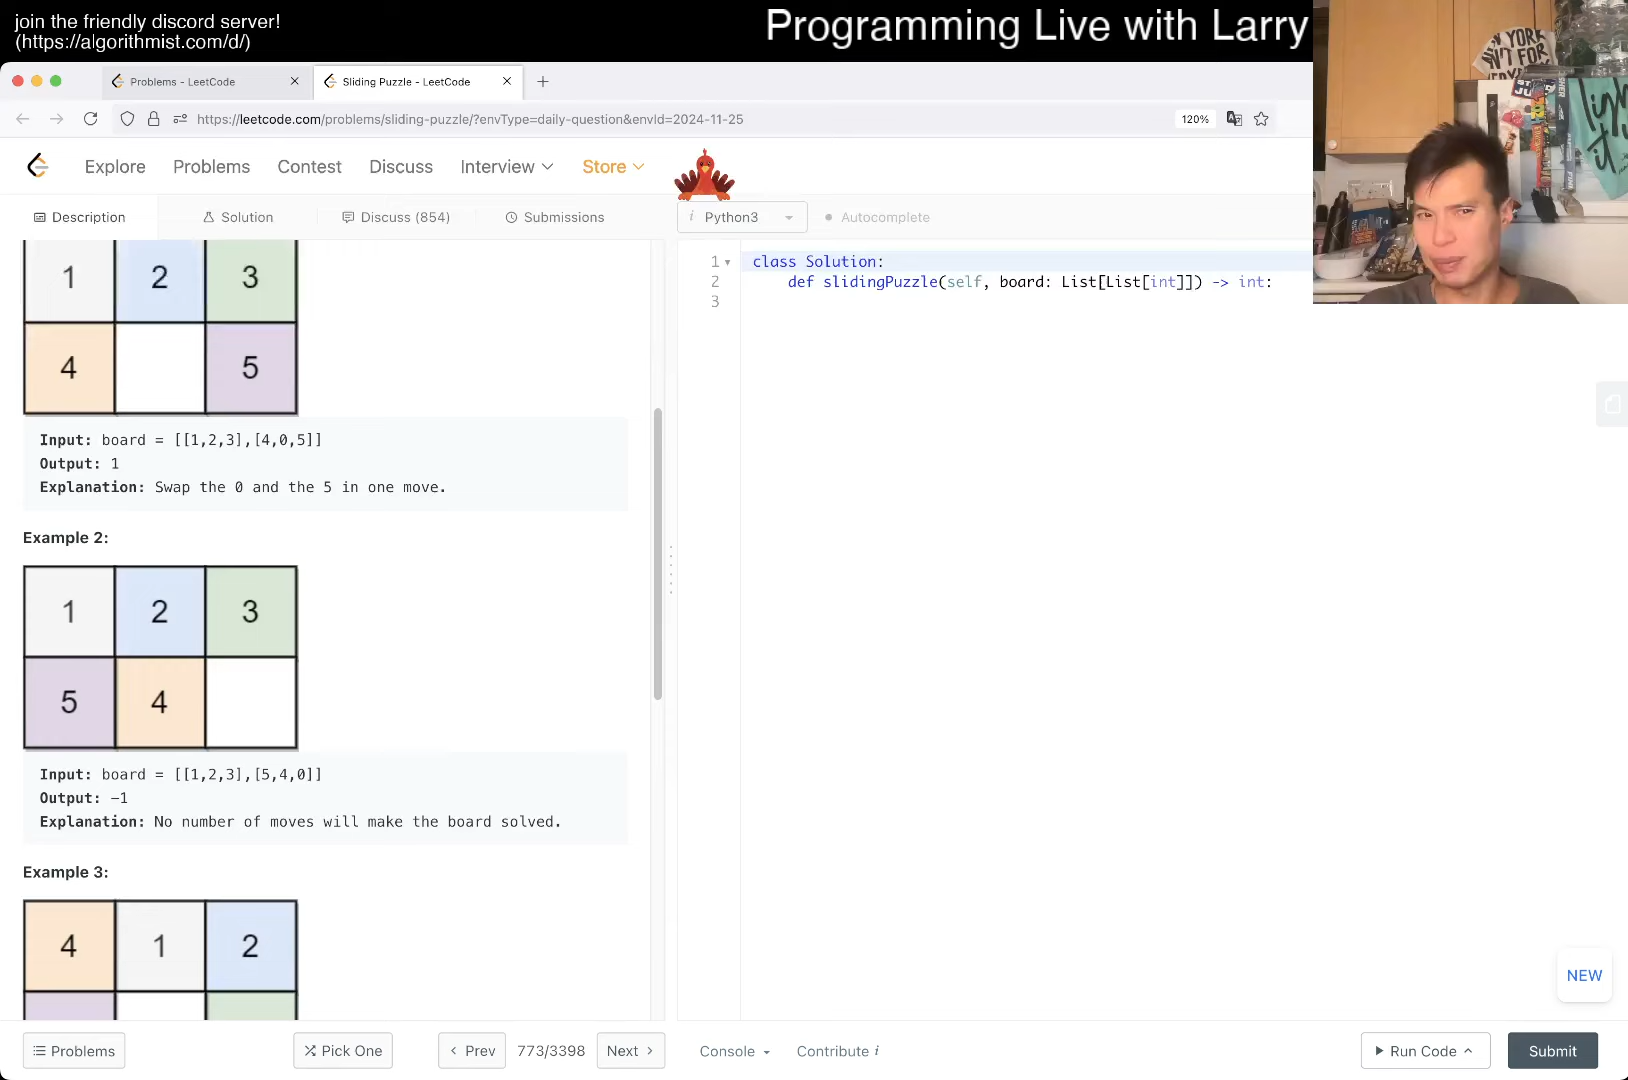 join the friendly discord server!
(https://algorithmist.com/d/)
Programming Live with Larry
Problems - LeetCode
Sliding Puzzle - LeetCode
https://leetcode.com/problems/sliding-puzzle/?envType=daily-question&envId=2024-11-25
120%
Explore
Problems
Contest
Discuss
Interview
Store
Description
Solution
Discuss (854)
Submissions
i Python3
Autocomplete
1 2 3
4 5
Input: board = [[1,2,3],[4,0,5]]
Output: 1
Explanation: Swap the 0 and the 5 in one move.
Example 2:
1 2 3
5 4
Input: board = [[1,2,3],[5,4,0]]
Output: −1
Explanation: No number of moves will make the board solved.
Example 3:
4 1 2
1 class Solution:
2 def slidingPuzzle(self, board: List[List[int]]) -> int:
3
NEW
Problems
Pick One
Prev
773/3398
Next
Console
Contribute i
Run Code
Submit